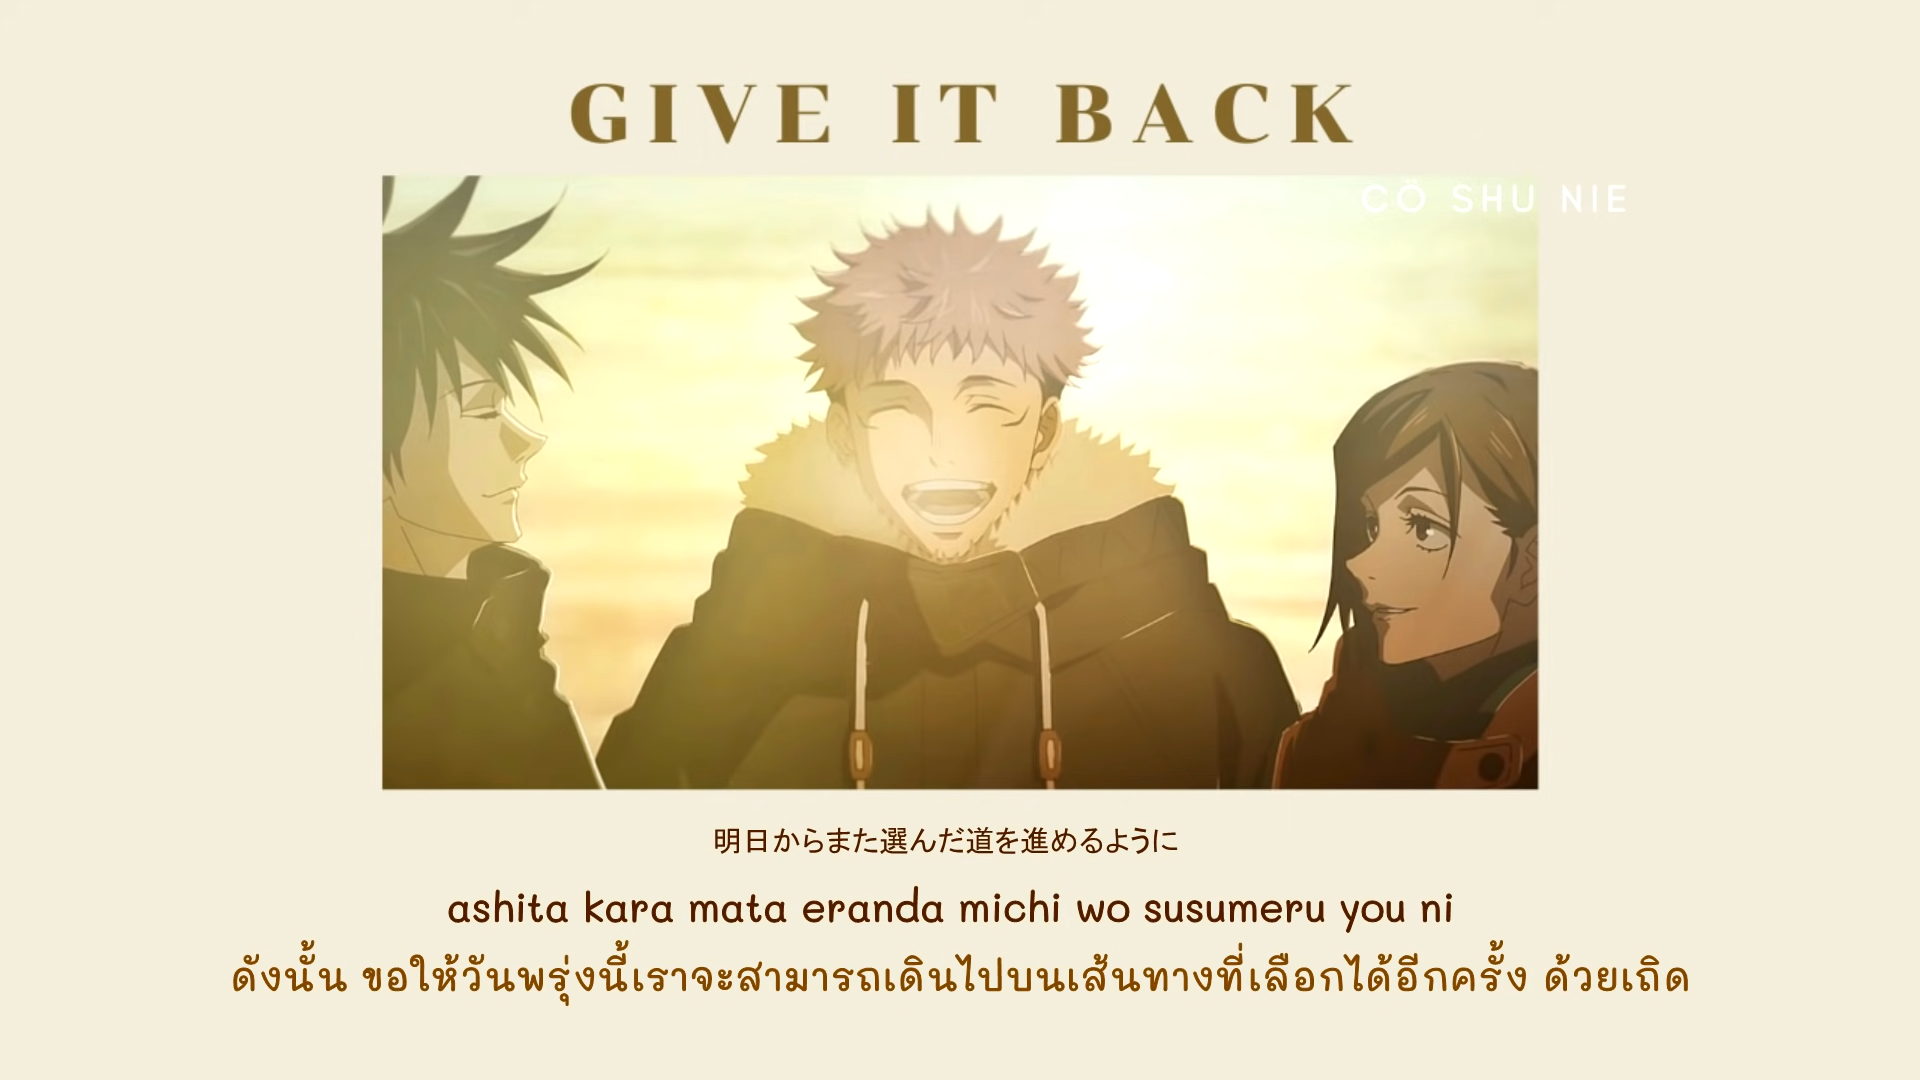 GIVE IT BACK
CÖ SHU NIE
明日からまた選んだ道を進めるように
ashita kara mata eranda michi wo susumeru you ni
ดังนั้น ขอให้วันพรุ่งนี้เราจะสามารถเดินไปบนเส้นทางที่เลือกได้อีกครั้ง ด้วยเถิด